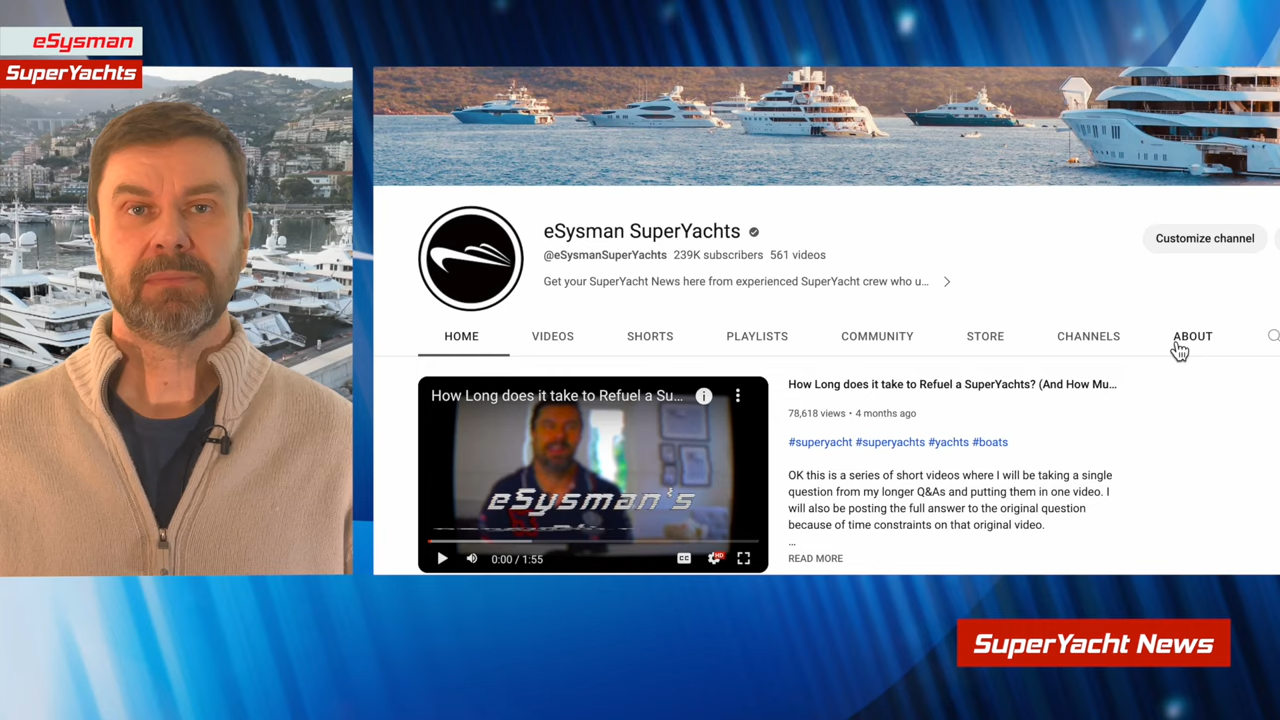 eSysman
SuperYachts
eSysman SuperYachts
@eSysmanSuperYachts 239K subscribers 561 videos
Get your SuperYacht News here from experienced SuperYacht crew who u...
Customize channel
HOME VIDEOS SHORTS PLAYLISTS COMMUNITY STORE CHANNELS ABOUT
How Long does it take to Refuel a Su...
eSysman's
0:00 / 1:55
CC
HD
How Long does it take to Refuel a SuperYachts? (And How Mu...
78,618 views • 4 months ago
#superyacht #superyachts #yachts #boats
OK this is a series of short videos where I will be taking a single
question from my longer Q&As and putting them in one video. I
will also be posting the full answer to the original question
because of time constraints on that original video.
...
READ MORE
SuperYacht News